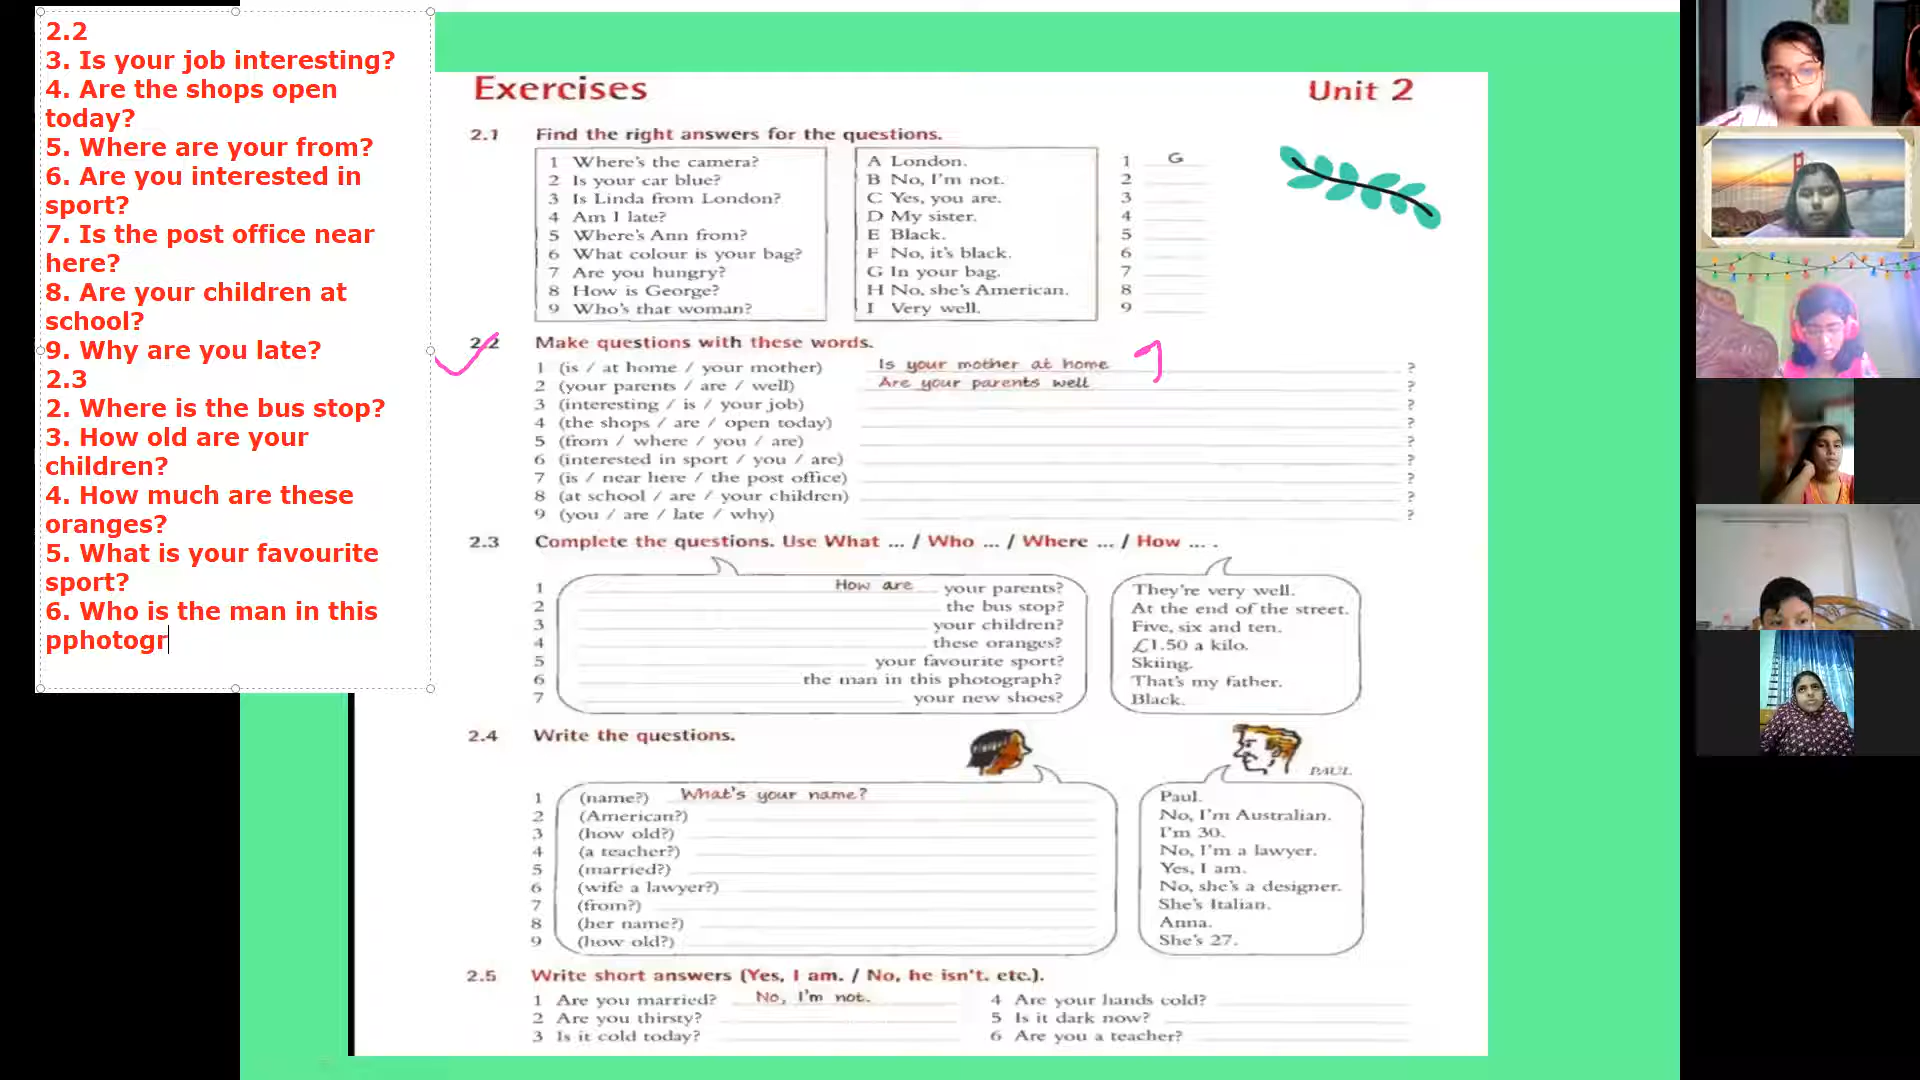 2.2
3. Is your job interesting?
4. Are the shops open
today?
5. Where are your from?
6. Are you interested in
sport?
7. Is the post office near
here?
8. Are your children at
school?
9. Why are you late?
2.3
2. Where is the bus stop?
3. How old are your
children?
4. How much are these
oranges?
5. What is your favourite
sport?
6. Who is the man in this
pphotogr
Exercises Unit 2
2.1 Find the right answers for the questions.
1 Where's the camera? A London. 1 G
2 Is your car blue? B No, I'm not. 2
3 Is Linda from London? C Yes, you are. 3
4 Am I late? D My sister. 4
5 Where's Ann from? E Black. 5
6 What colour is your bag? F No, it's black. 6
7 Are you hungry? G In your bag. 7
8 How is George? H No, she's American. 8
9 Who's that woman? I Very well. 9
2.2 Make questions with these words.
1 (is / at home / your mother) Is your mother at home ?
2 (your parents / are / well) Are your parents well ?
3 (interesting / is / your job) ?
4 (the shops / are / open today) ?
5 (from / where / you / are) ?
6 (interested in sport / you / are) ?
7 (is / near here / the post office) ?
8 (at school / are / your children) ?
9 (you / are / late / why) ?
2.3 Complete the questions. Use What ... / Who ... / Where ... / How ... .
1 How are your parents? They're very well.
2 the bus stop? At the end of the street.
3 your children? Five, six and ten.
4 these oranges? £1.50 a kilo.
5 your favourite sport? Skiing.
6 the man in this photograph? That's my father.
7 your new shoes? Black.
2.4 Write the questions.
PAUL
1 (name?) What's your name? Paul.
2 (American?) No, I'm Australian.
3 (how old?) I'm 30.
4 (a teacher?) No, I'm a lawyer.
5 (married?) Yes, I am.
6 (wife a lawyer?) No, she's a designer.
7 (from?) She's Italian.
8 (her name?) Anna.
9 (how old?) She's 27.
2.5 Write short answers (Yes, I am. / No, he isn't. etc.).
1 Are you married? No, I'm not. 4 Are your hands cold?
2 Are you thirsty? 5 Is it dark now?
3 Is it cold today? 6 Are you a teacher?